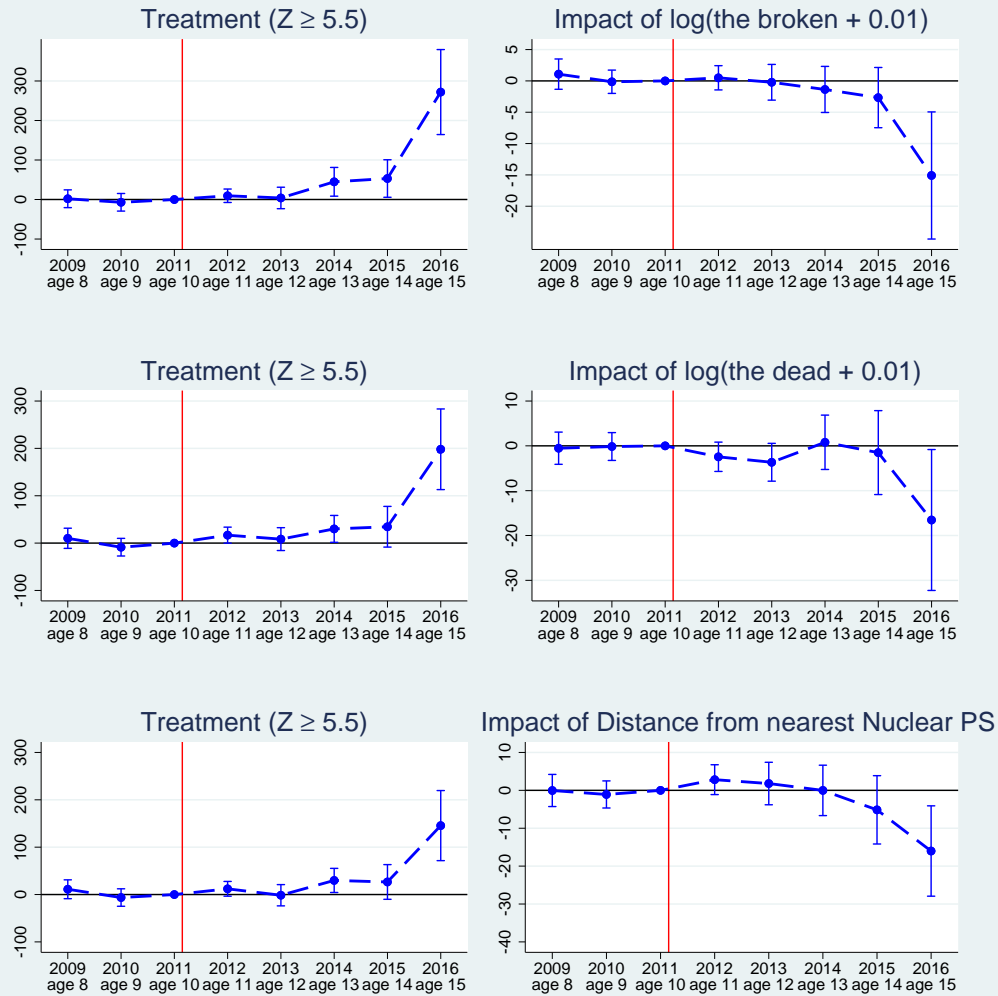 Treatment (Z ≥ 5.5)
300
200
100
0
-100
2009 2010 2011 2012 2013 2014 2015 2016
age 8 age 9 age 10 age 11 age 12 age 13 age 14 age 15
Impact of log(the broken + 0.01)
5
0
-5
-10
-15
-20
2009 2010 2011 2012 2013 2014 2015 2016
age 8 age 9 age 10 age 11 age 12 age 13 age 14 age 15
Treatment (Z ≥ 5.5)
300
200
100
0
-100
2009 2010 2011 2012 2013 2014 2015 2016
age 8 age 9 age 10 age 11 age 12 age 13 age 14 age 15
Impact of log(the dead + 0.01)
10
0
-10
-20
-30
2009 2010 2011 2012 2013 2014 2015 2016
age 8 age 9 age 10 age 11 age 12 age 13 age 14 age 15
Treatment (Z ≥ 5.5)
300
200
100
0
-100
2009 2010 2011 2012 2013 2014 2015 2016
age 8 age 9 age 10 age 11 age 12 age 13 age 14 age 15
Impact of Distance from nearest Nuclear PS
10
0
-10
-20
-30
-40
2009 2010 2011 2012 2013 2014 2015 2016
age 8 age 9 age 10 age 11 age 12 age 13 age 14 age 15